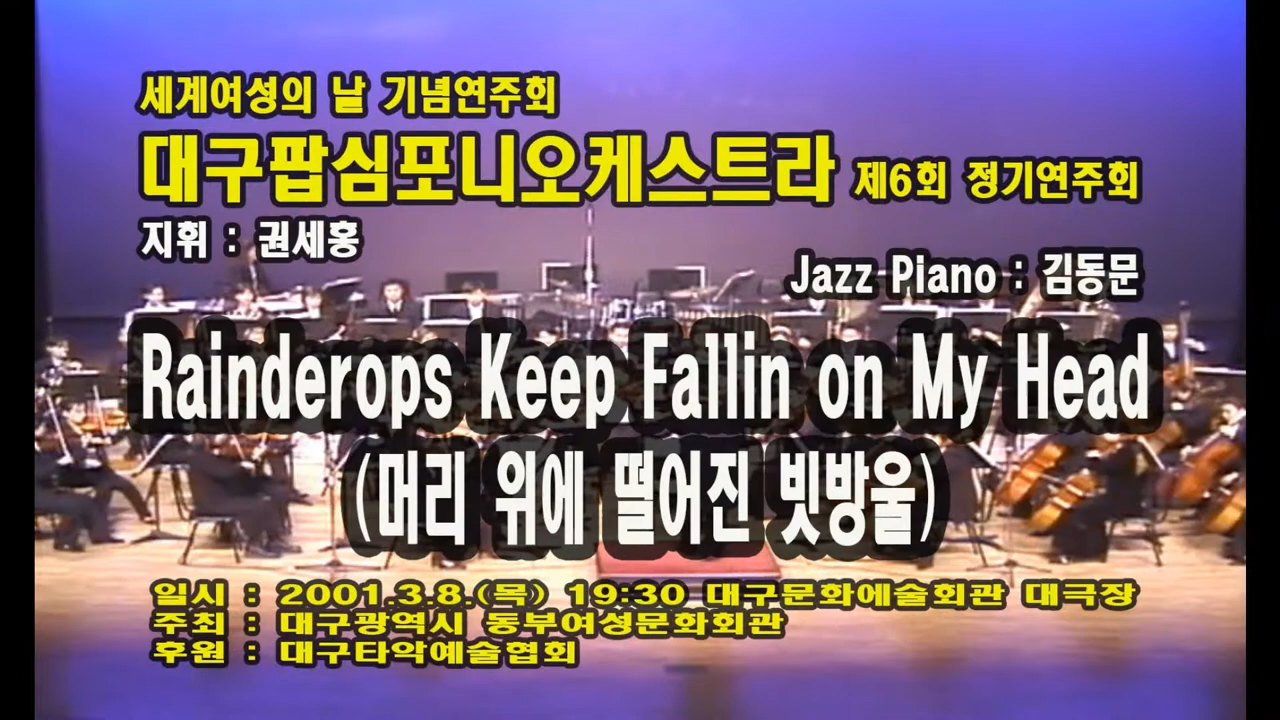 세계여성의 날 기념연주회
대구팝심포니오케스트라 제6회 정기연주회
지휘 : 권세홍
Jazz Piano : 김동문
Rainderops Keep Fallin on My Head
(머리 위에 떨어진 빗방울)
일시 : 2001.3.8.(목) 19:30 대구문화예술회관 대극장
주최 : 대구광역시 동부여성문화회관
후원 : 대구타악예술협회